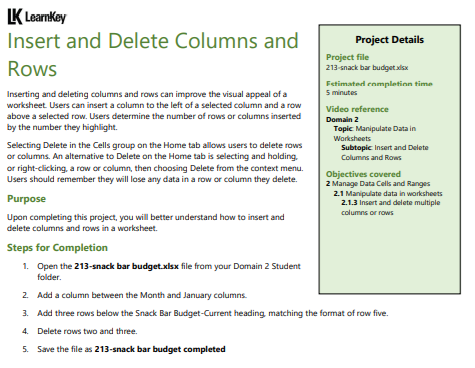 LK LearnKey
Insert and Delete Columns and
Rows
Inserting and deleting columns and rows can improve the visual appeal of a
worksheet. Users can insert a column to the left of a selected column and a row
above a selected row. Users determine the number of rows or columns inserted
by the number they highlight.
Selecting Delete in the Cells group on the Home tab allows users to delete rows
or columns. An alternative to Delete on the Home tab is selecting and holding,
or right-clicking, a row or column, then choosing Delete from the context menu.
Users should remember they will lose any data in a row or column they delete.
Purpose
Upon completing this project, you will better understand how to insert and
delete columns and rows in a worksheet.
Steps for Completion
1. Open the 213-snack bar budget.xlsx file from your Domain 2 Student
folder.
2. Add a column between the Month and January columns.
3. Add three rows below the Snack Bar Budget-Current heading, matching the format of row five.
4. Delete rows two and three.
5. Save the file as 213-snack bar budget completed
Project Details
Project file
213-snack bar budget.xlsx
Estimated completion time
5 minutes
Video reference
Domain 2
Topic: Manipulate Data in
Worksheets
Subtopic: Insert and Delete
Columns and Rows
Objectives covered
2 Manage Data Cells and Ranges
2.1 Manipulate data in worksheets
2.1.3 Insert and delete multiple
columns or rows